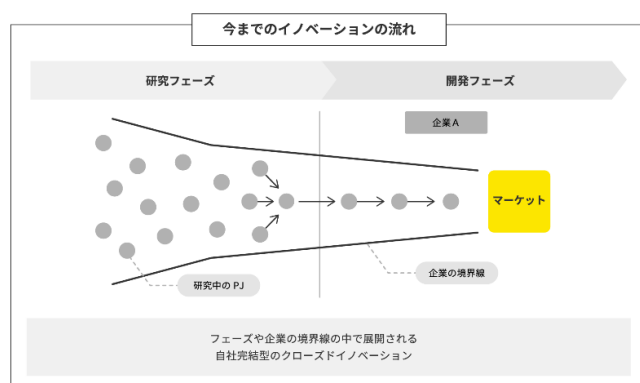 今までのイノベーションの流れ
研究フェーズ
開発フェーズ
企業A
マーケット
企業の境界線
研究中のPJ
フェーズや企業の境界線の中で展開される
自社完結型のクローズドイノベーション